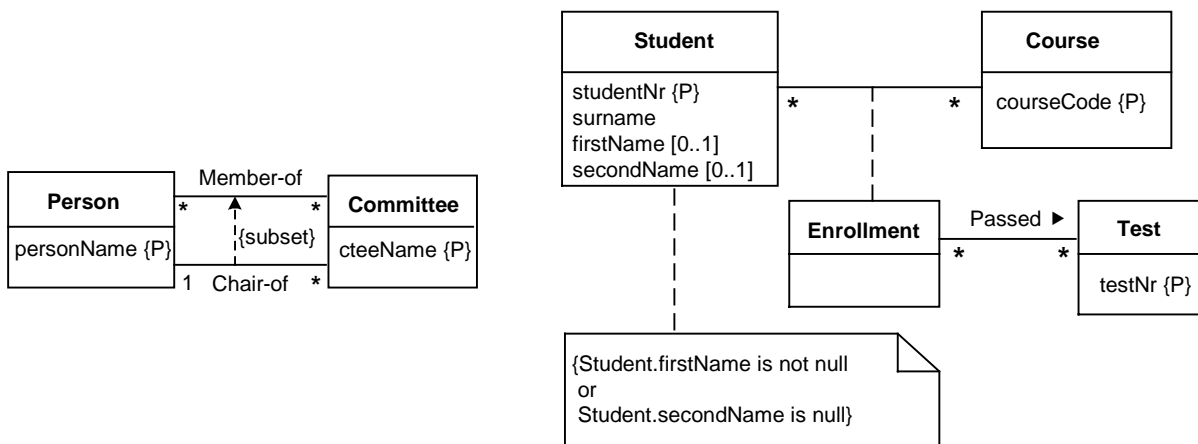 Person
personName {P}
Member-of
*
*
{subset}
1
Chair-of
*
Committee
cteeName {P}
Student
studentNr {P}
surname
firstName [0..1]
secondName [0..1]
*
*
Course
courseCode {P}
Enrollment
Passed ►
*
*
Test
testNr {P}
{Student.firstName is not null
or
Student.secondName is null}